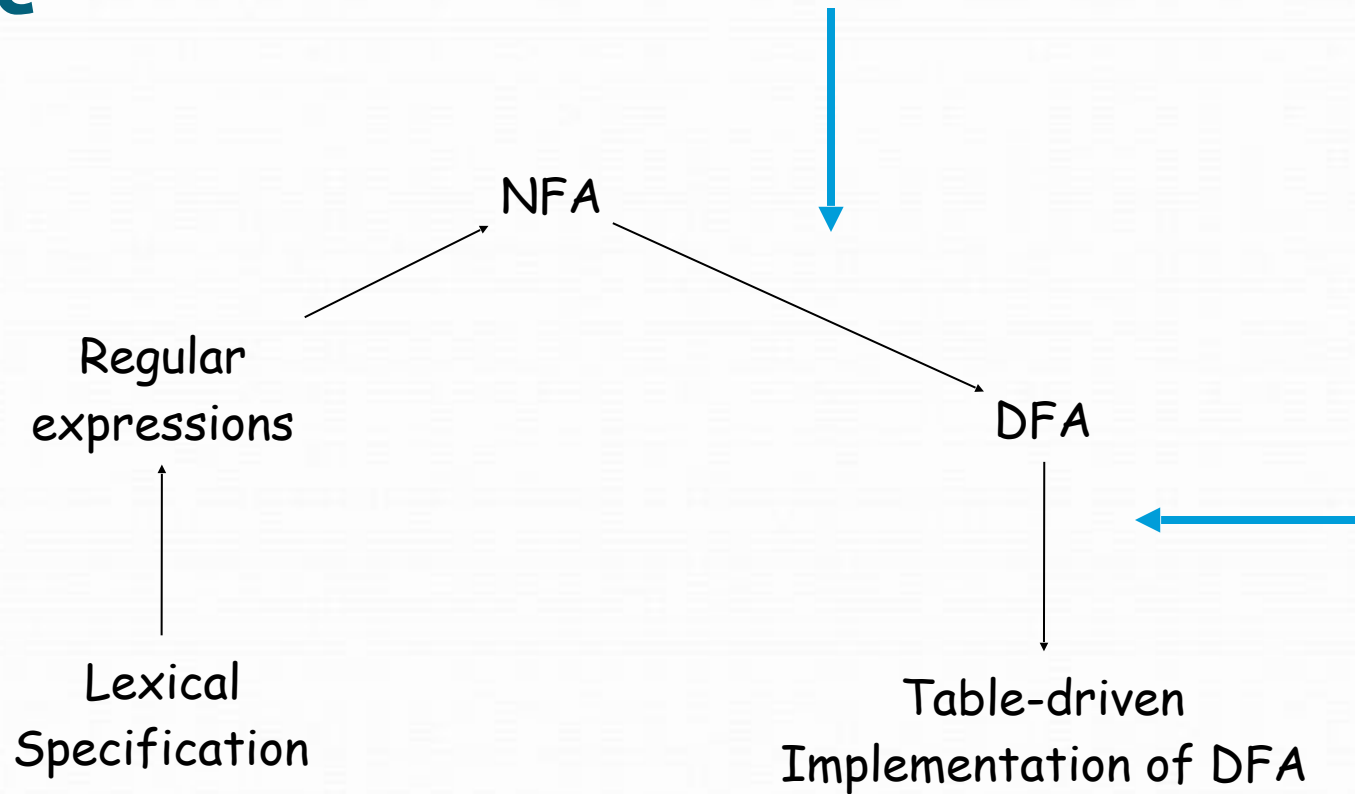 NFA
Regular
expressions
DFA
Lexical
Specification
Table-driven
Implementation of DFA